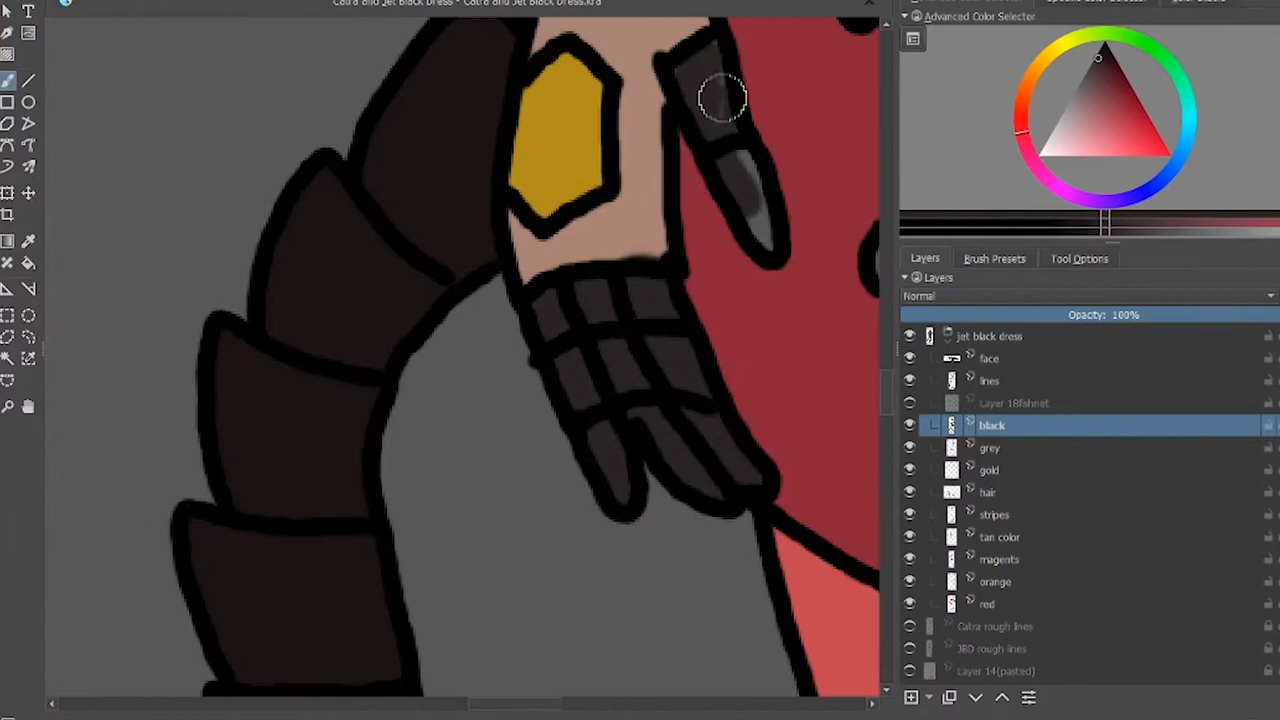 Catra and Jet Black Dress - Catra and Jet Black Dress.kra
Advanced Color Selector
Layers
Brush Presets
Tool Options
Layers
Normal
Opacity: 100%
jet black dress
face
lines
Layer 18fshnet
black
grey
gold
hair
stripes
tan color
magents
orange
red
Catra rough lines
JBD rough lines
Layer 14(pasted)